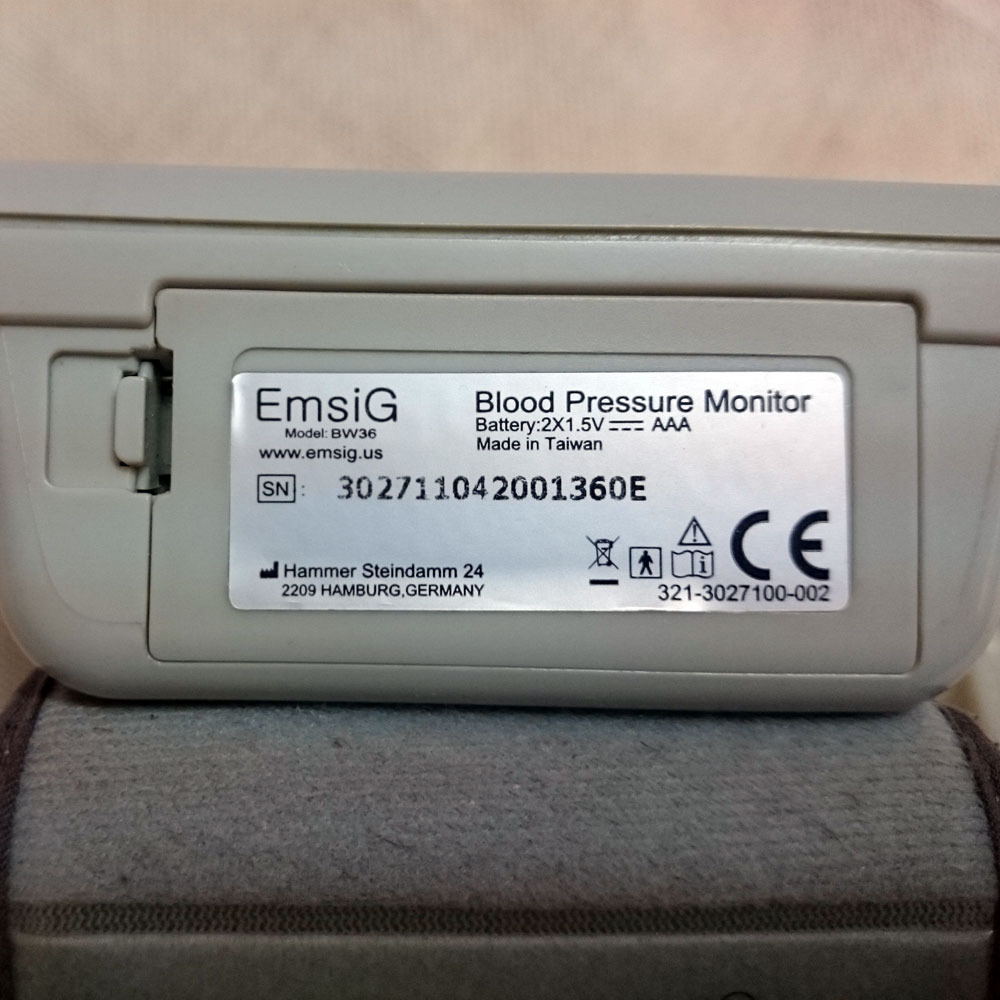 EmsiG
Model: BW36
www.emsig.us
Blood Pressure Monitor
Battery:2X1.5V AAA
Made in Taiwan
SN : 302711042001360E
Hammer Steindamm 24
2209 HAMBURG,GERMANY
i
CE
321-3027100-002